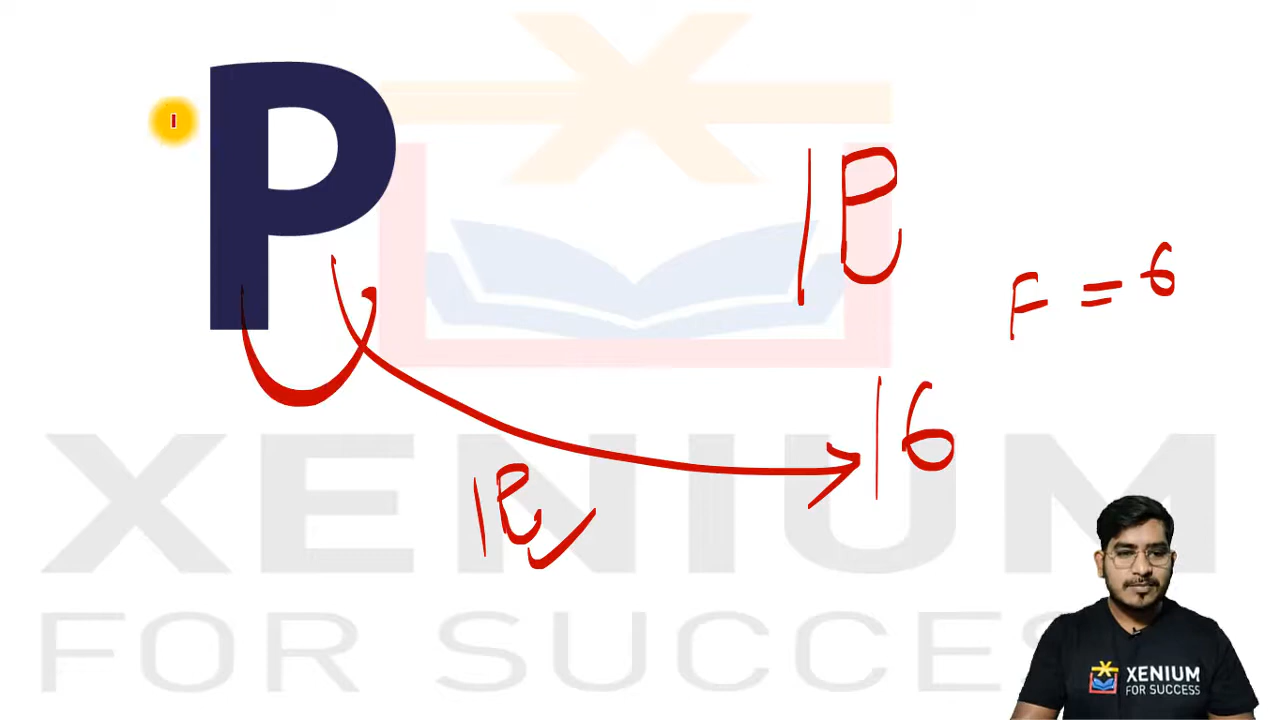 P
1P
F = 6
16
1P
XENIUM
FOR SUCCESS
XENIUM
FOR SUCCESS